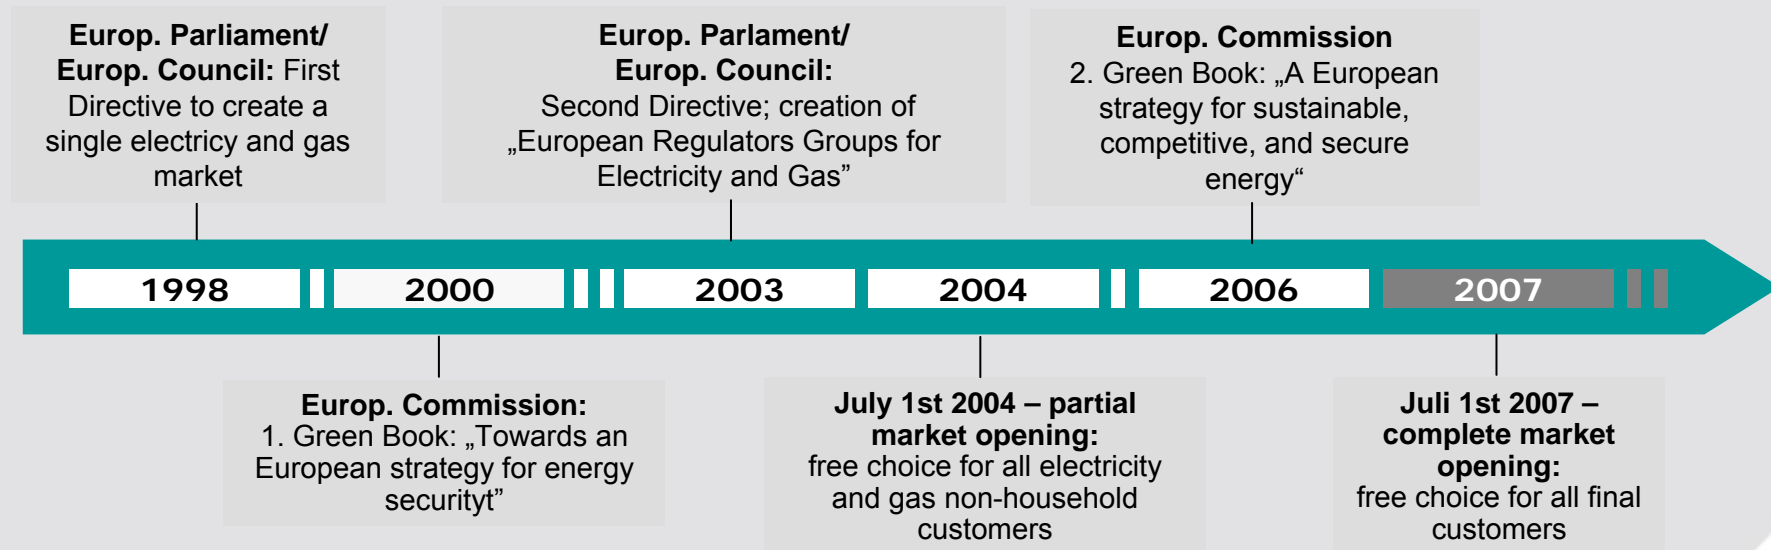 Europ. Parliament/
Europ. Council: First
Directive to create a
single electricy and gas
market
Europ. Parlament/
Europ. Council:
Second Directive; creation of
„European Regulators Groups for
Electricity and Gas”
Europ. Commission
2. Green Book: „A European
strategy for sustainable,
competitive, and secure
energy“
1998
2000
2003
2004
2006
2007
Europ. Commission:
1. Green Book: „Towards an
European strategy for energy
securityt”
July 1st 2004 – partial
market opening:
free choice for all electricity
and gas non-household
customers
Juli 1st 2007 –
complete market
opening:
free choice for all final
customers